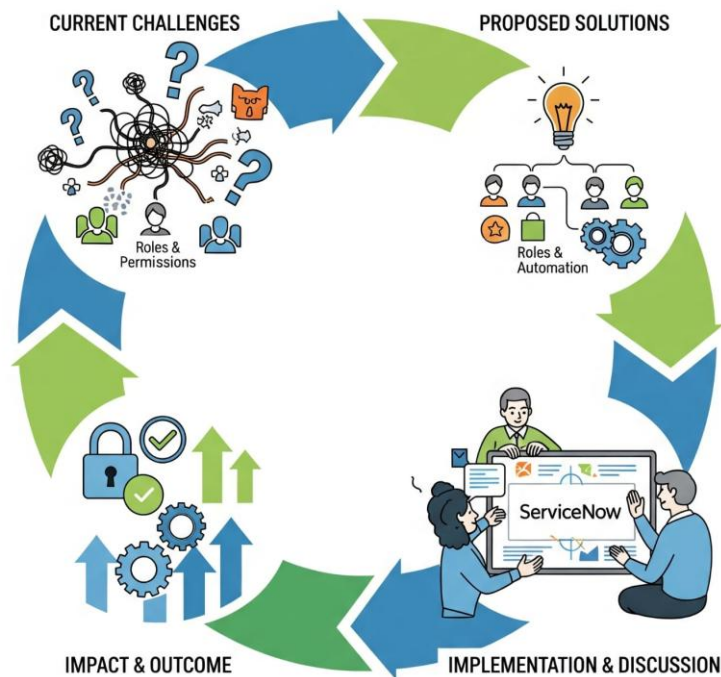 CURRENT CHALLENGES
PROPOSED SOLUTIONS
Roles &
Permissions
Roles &
Automation
ServiceNow
IMPACT & OUTCOME
IMPLEMENTATION & DISCUSSION